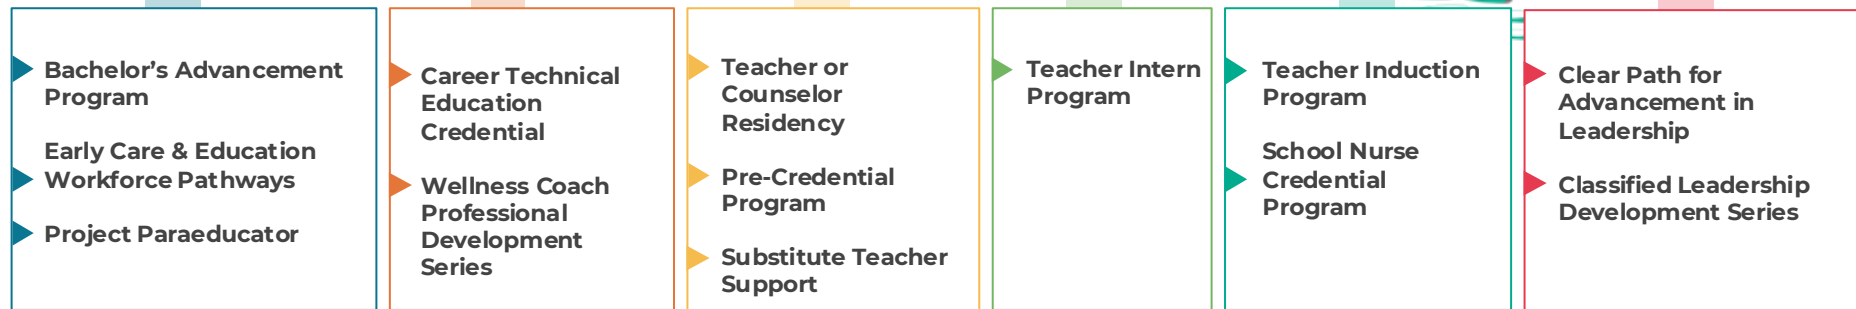 Bachelor's Advancement
Program
Early Care & Education
Workforce Pathways
Project Paraeducator
Career Technical
Education
Credential
Wellness Coach
Professional
Development
Series
Teacher or
Counselor
Residency
Pre-Credential
Program
Substitute Teacher
Support
Teacher Intern
Program
Teacher Induction
Program
School Nurse
Credential
Program
Clear Path for
Advancement in
Leadership
Classified Leadership
Development Series